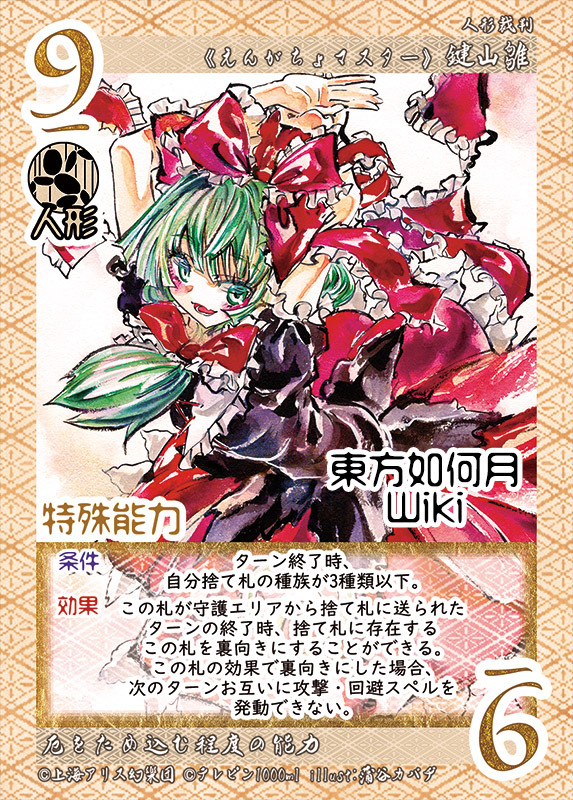 人形裁判
9
《えんがちょマスター》 鍵山雛
人形
東方如何月
Wiki
特殊能力
条件
ターン終了時、
自分捨て札の種族が3種類以下。
効果
この札が守護エリアから捨て札に送られた
ターンの終了時、捨て札に存在する
この札を裏向きにすることができる。
この札の効果で裏向きにした場合、
次のターンお互いに攻撃・回避スペルを
発動できない。
厄をため込む程度の能力
9
©上海アリス幻樂団 ©テレピン1000ml illust:蒲谷カバヂ